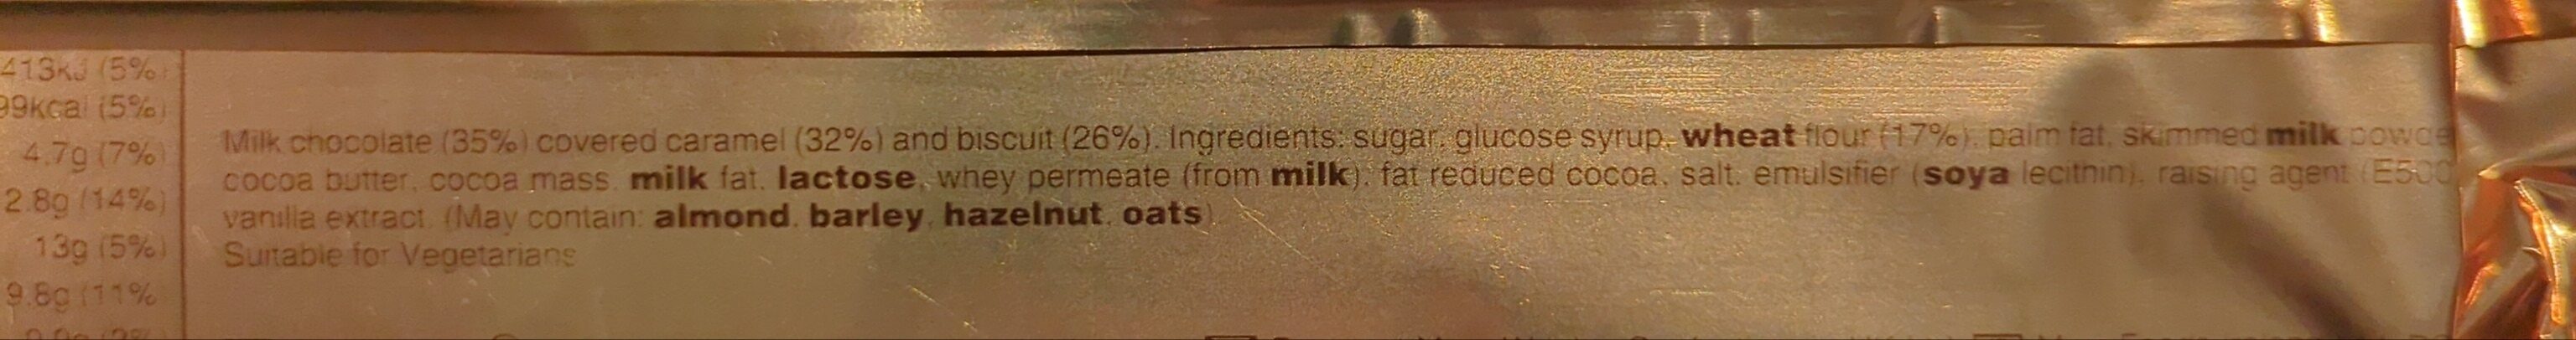 413kJ (5%)
99kcal (5%)
4.7g (7%)
2.8g (14%)
13g (5%)
9.8g (11%
Milk chocolate (35%) covered caramel (32%) and biscuit (26%). Ingredients: sugar, glucose syrup, wheat flour (17%), palm fat, skimmed milk powde
cocoa butter, cocoa mass, milk fat, lactose, whey permeate (from milk), fat reduced cocoa, salt, emulsifier (soya lecithin), raising agent (E500
vanilla extract. (May contain: almond, barley, hazelnut, oats)
Suitable for Vegetarians